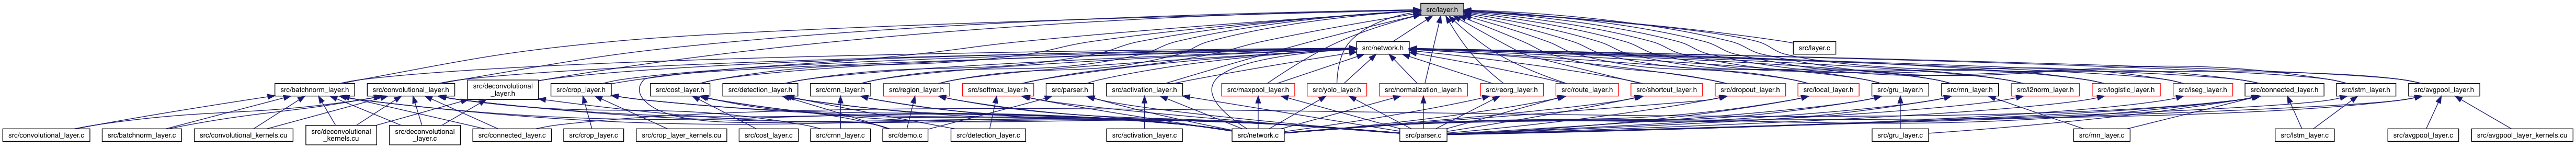 src/layer.h
src/network.h
src/layer.c
src/batchnorm_layer.h
src/convolutional_layer.h
src/deconvolutional
_layer.h
src/crop_layer.h
src/cost_layer.h
src/detection_layer.h
src/crnn_layer.h
src/region_layer.h
src/softmax_layer.h
src/parser.h
src/activation_layer.h
src/maxpool_layer.h
src/yolo_layer.h
src/normalization_layer.h
src/reorg_layer.h
src/route_layer.h
src/shortcut_layer.h
src/dropout_layer.h
src/local_layer.h
src/gru_layer.h
src/rnn_layer.h
src/l2norm_layer.h
src/logistic_layer.h
src/iseg_layer.h
src/connected_layer.h
src/lstm_layer.h
src/avgpool_layer.h
src/convolutional_layer.c
src/batchnorm_layer.c
src/convolutional_kernels.cu
src/deconvolutional
_kernels.cu
src/deconvolutional
_layer.c
src/connected_layer.c
src/crop_layer.c
src/crop_layer_kernels.cu
src/cost_layer.c
src/crnn_layer.c
src/demo.c
src/detection_layer.c
src/activation_layer.c
src/network.c
src/parser.c
src/gru_layer.c
src/rnn_layer.c
src/lstm_layer.c
src/avgpool_layer.c
src/avgpool_layer_kernels.cu